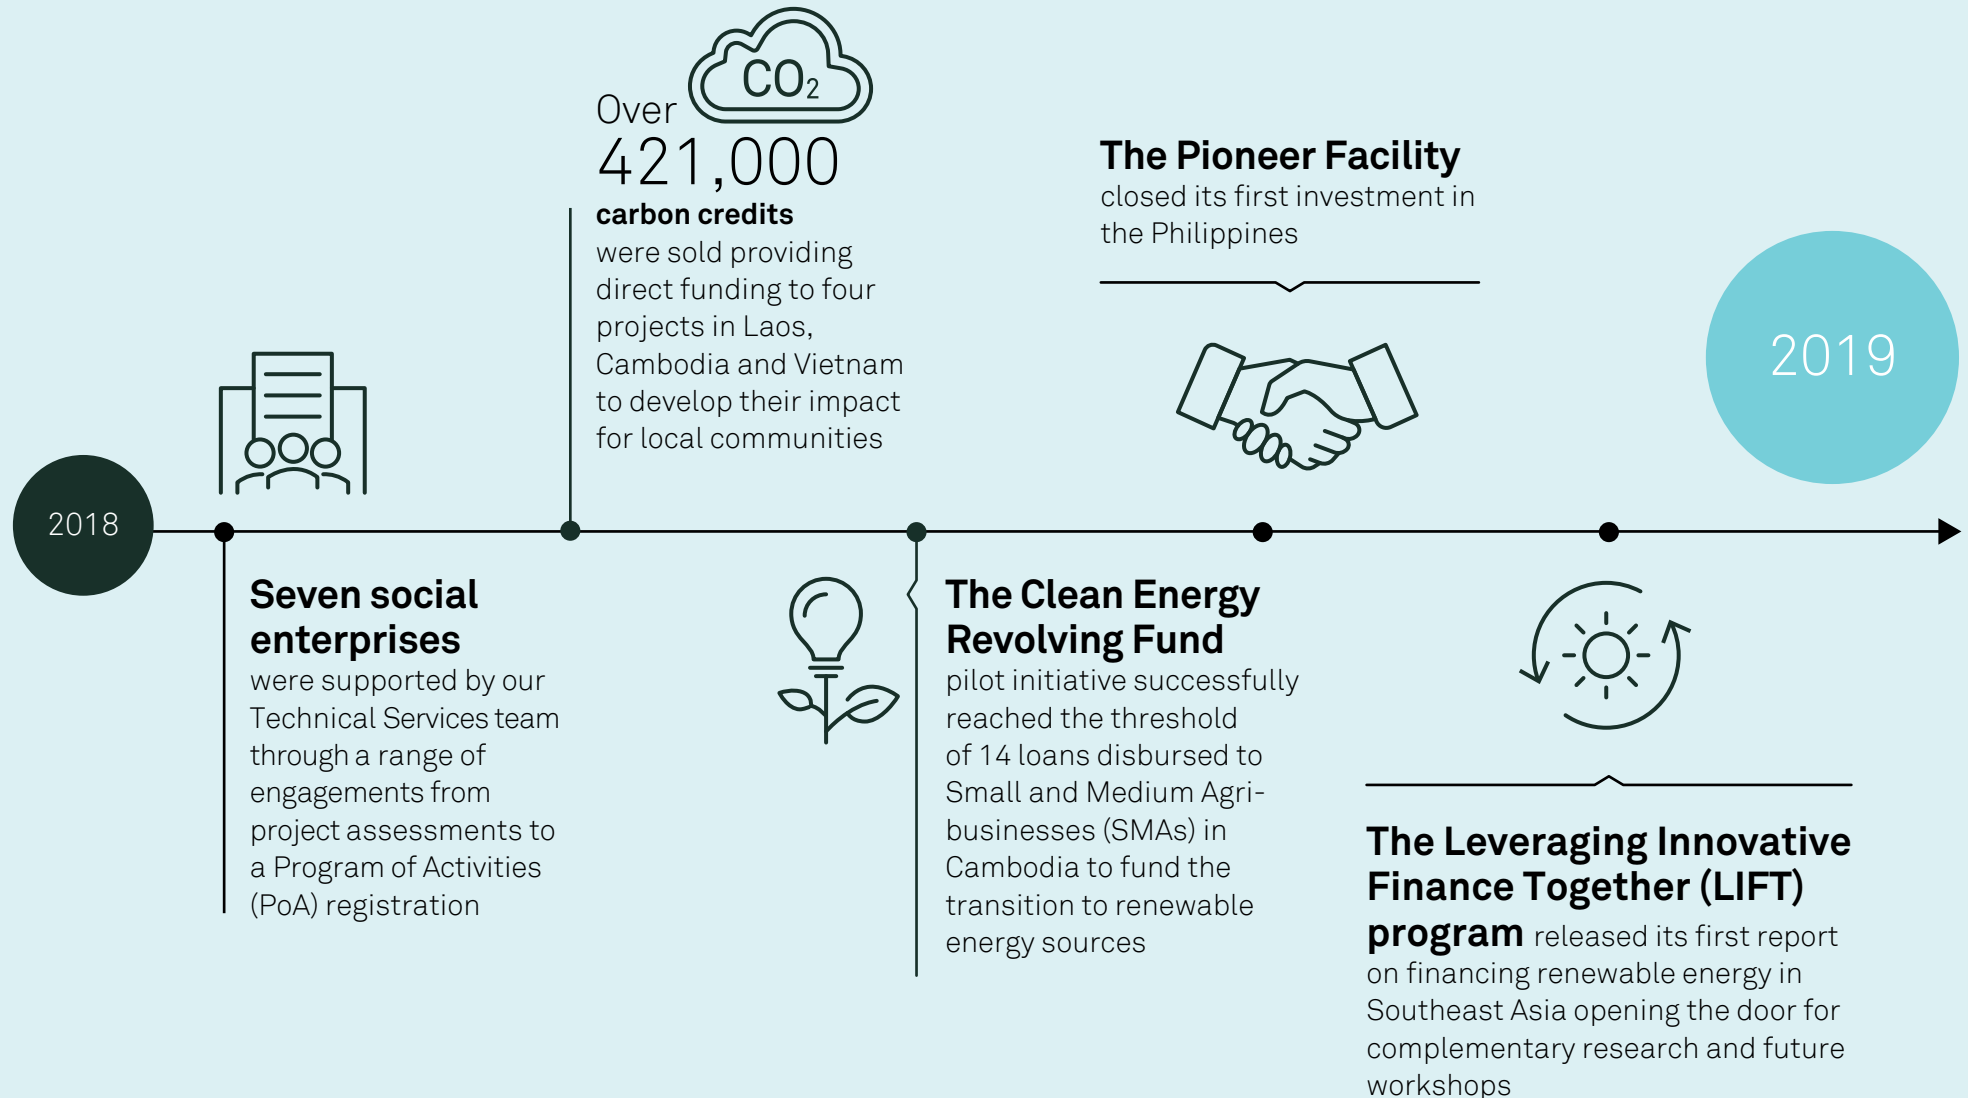 2018
Seven social
enterprises
were supported by our
Technical Services team
through a range of
engagements from
project assessments to
a Program of Activities
(PoA) registration
CO₂
Over
421,000
carbon credits
were sold providing
direct funding to four
projects in Laos,
Cambodia and Vietnam
to develop their impact
for local communities
The Clean Energy
Revolving Fund
pilot initiative successfully
reached the threshold
of 14 loans disbursed to
Small and Medium Agri-
businesses (SMAs) in
Cambodia to fund the
transition to renewable
energy sources
The Pioneer Facility
closed its first investment in
the Philippines
The Leveraging Innovative
Finance Together (LIFT)
program released its first report
on financing renewable energy in
Southeast Asia opening the door for
complementary research and future
workshops
2019